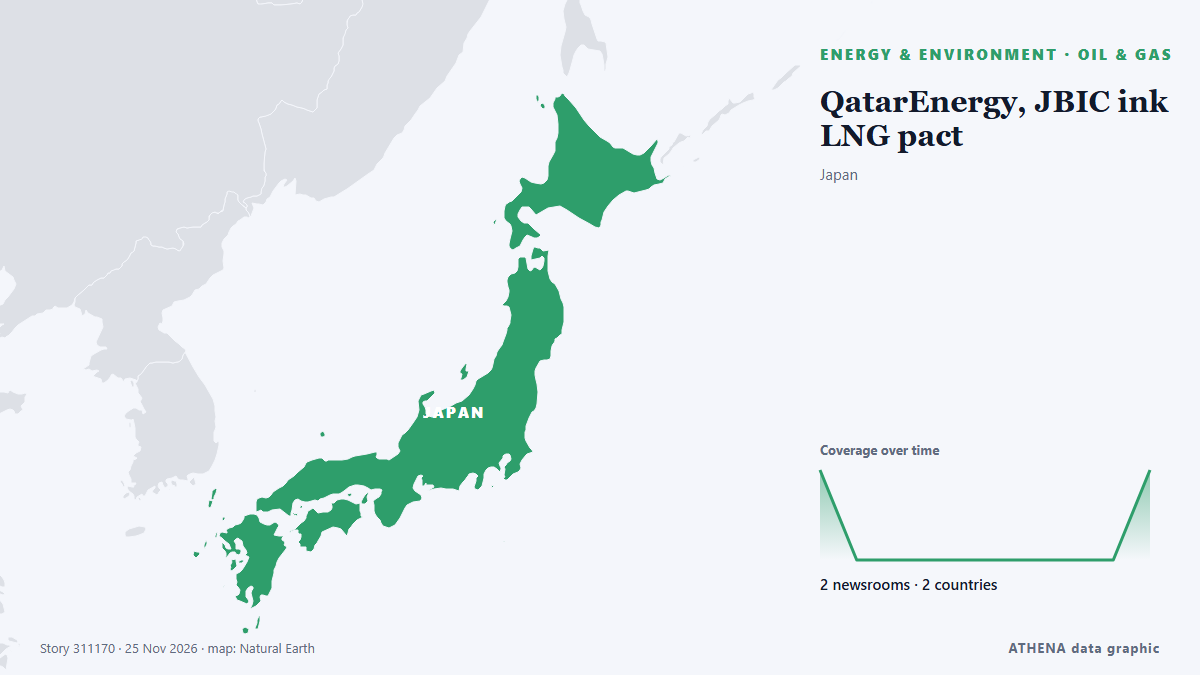 ENERGY & ENVIRONMENT · OIL & GAS
QatarEnergy, JBIC ink
LNG pact
Japan
JAPAN
Coverage over time
2 newsrooms · 2 countries
Story 311170 · 25 Nov 2026 · map: Natural Earth
ATHENA data graphic